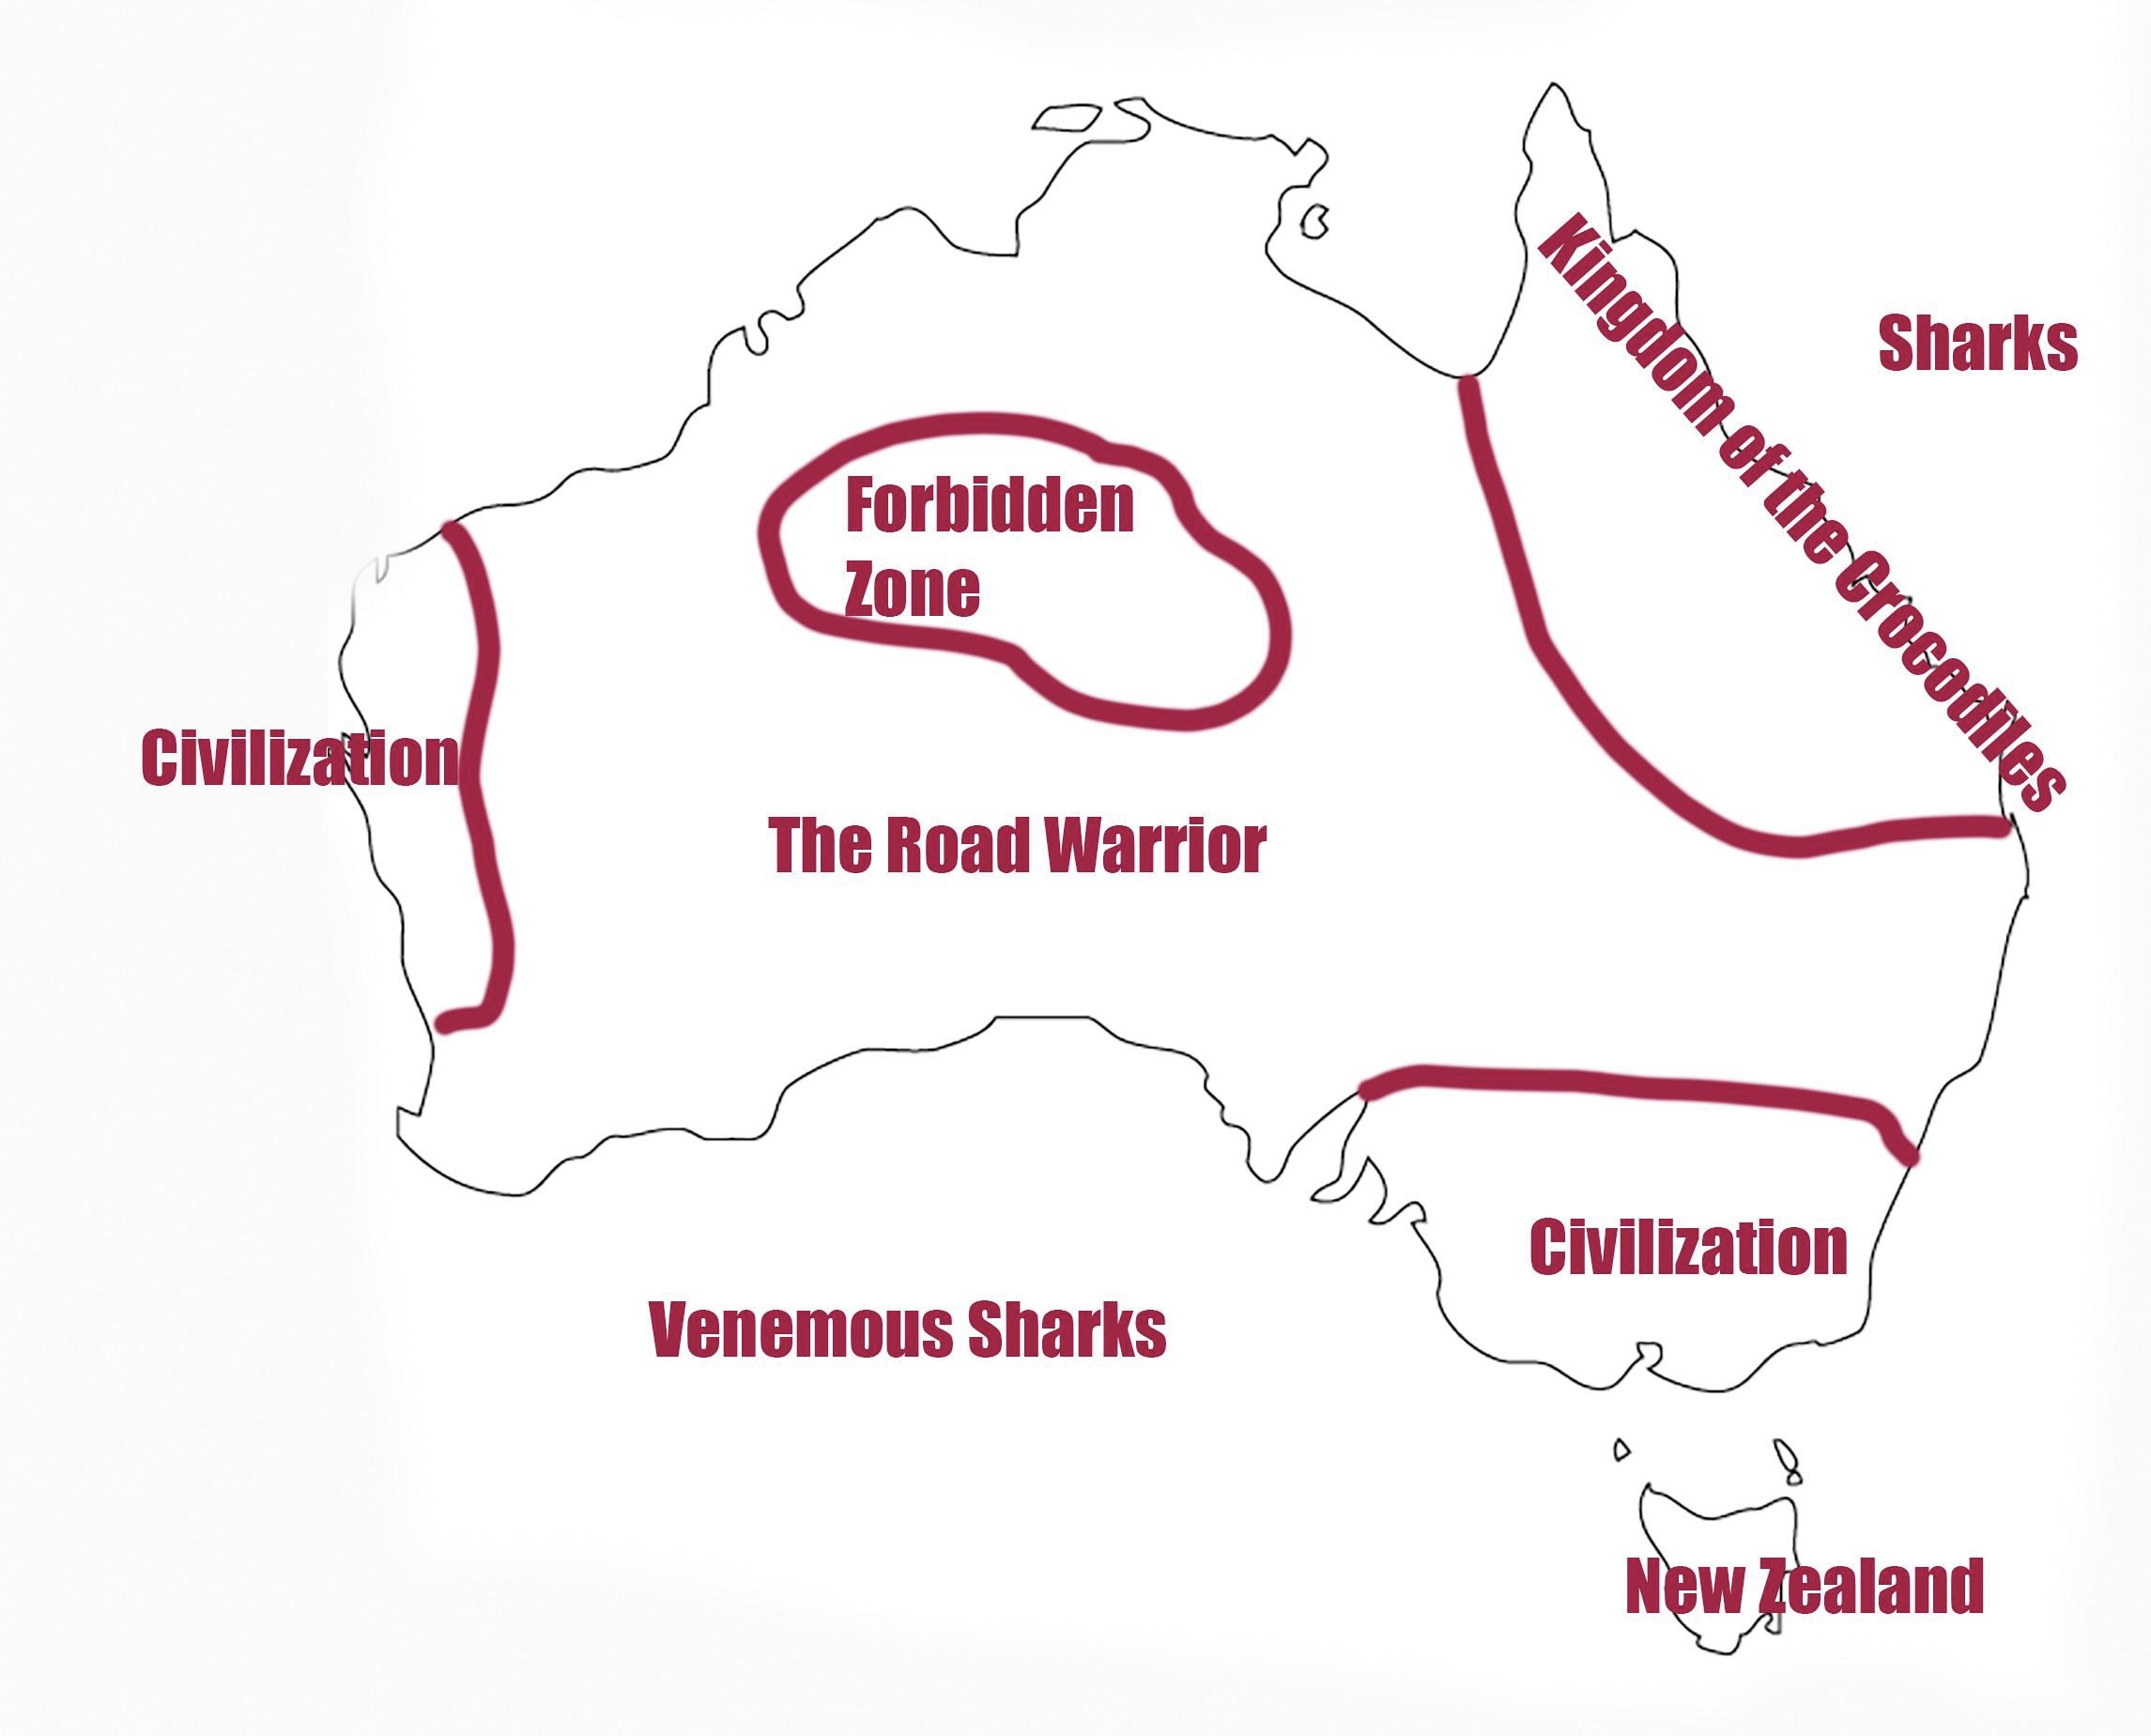 Kingdom of the Crocodiles
Sharks
Forbidden
Zone
Civilization
The Road Warrior
Civilization
Venemous Sharks
New Zealand